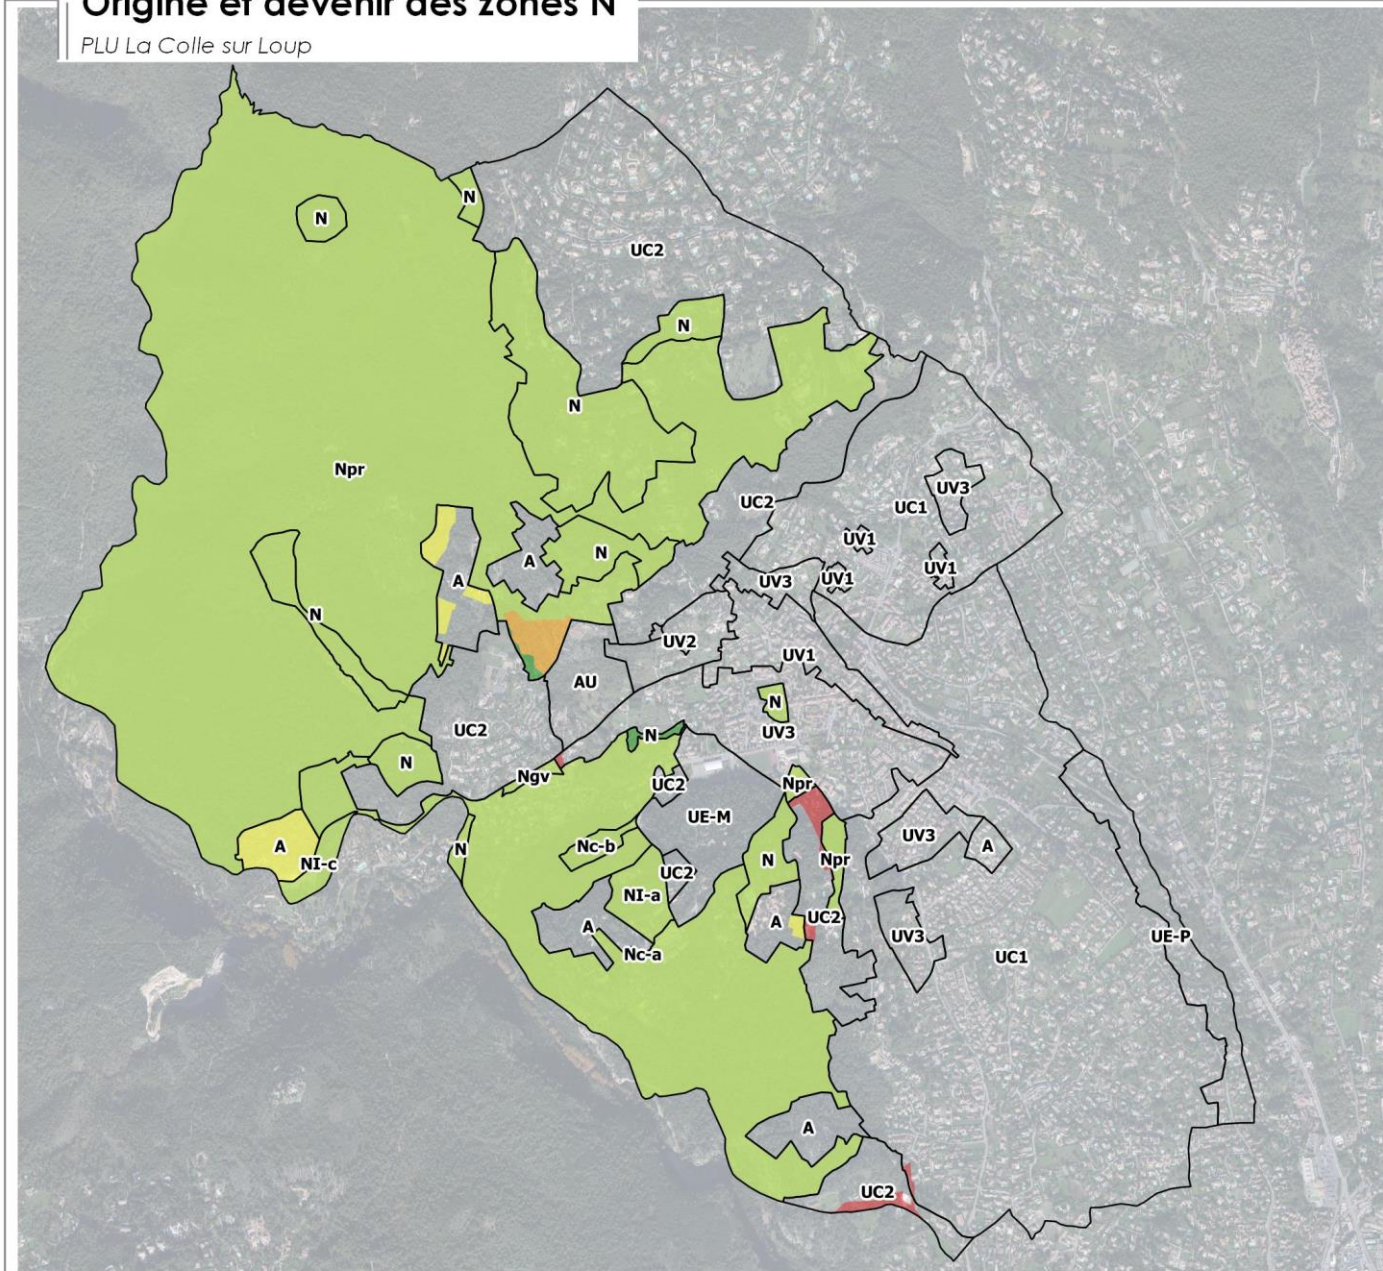 Origine et devenir des zones N
PLU La Colle sur Loup
N
N
UC2
N
N
Npr
UV3
UC2
UC1
UV1
N
A
UV1
A
UV3
UV1
N
UV2
UV1
AU
N
UC2
UV3
N
N
Ngv
UC2
Npr
UE-M
UV3
Nc-b
A
A
N
N
Npr
NI-c
UC2
NI-a
UC2
A
A
UV3
UE-P
Nc-a
UC1
A
UC2